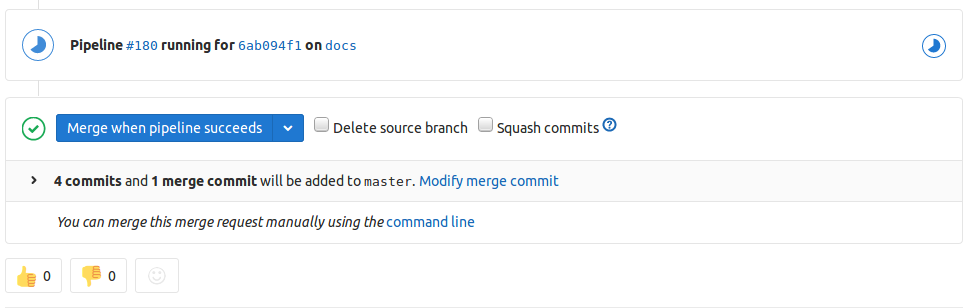 Pipeline #180 running for 6ab094f1 on docs
Merge when pipeline succeeds Delete source branch Squash commits ?
4 commits and 1 merge commit will be added to master. Modify merge commit
You can merge this merge request manually using the command line
0 0